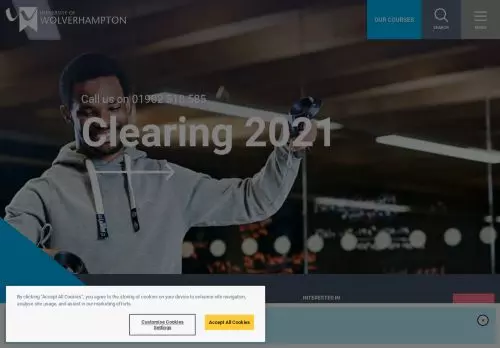 UNIVERSITY OF
WOLVERHAMPTON
OUR COURSES
SEARCH
MENU
Call us on 01902 518 585
Clearing 2021
INTERESTED IN
By clicking "Accept All Cookies", you agree to the storing of cookies on your device to enhance site navigation,
analyse site usage, and assist in our marketing efforts.
Customise Cookies
Settings
Accept All Cookies